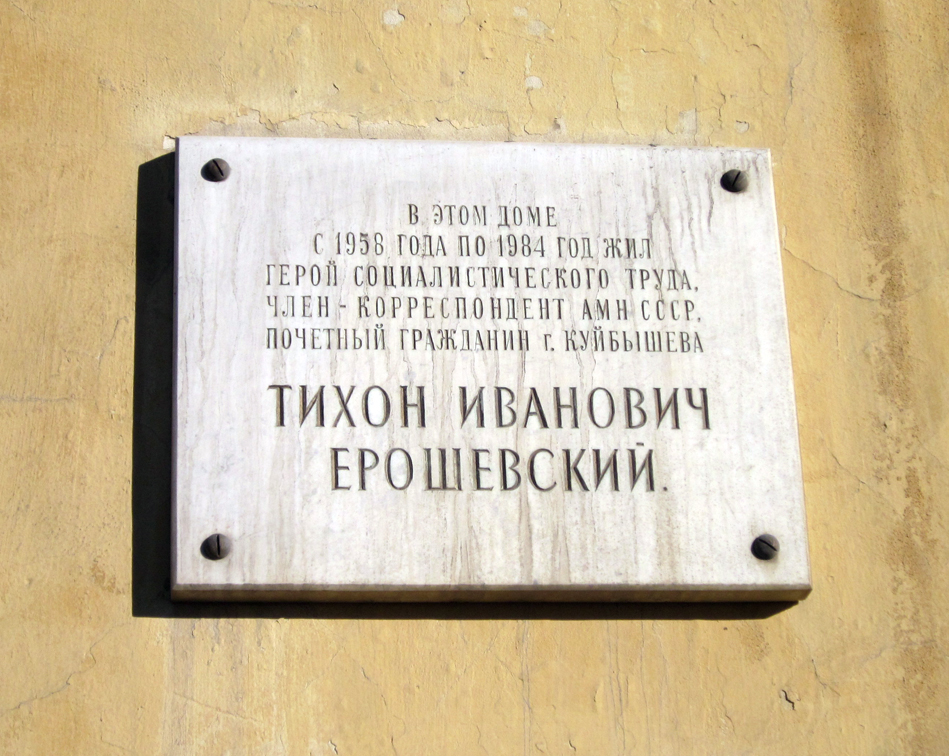 В ЭТОМ ДОМЕ
С 1958 ГОДА ПО 1984 ГОД ЖИЛ
ГЕРОЙ СОЦИАЛИСТИЧЕСКОГО ТРУДА,
ЧЛЕН-КОРРЕСПОНДЕНТ АМН СССР,
ПОЧЕТНЫЙ ГРАЖДАНИН г. КУЙБЫШЕВА
ТИХОН ИВАНОВИЧ
ЕРОШЕВСКИЙ.